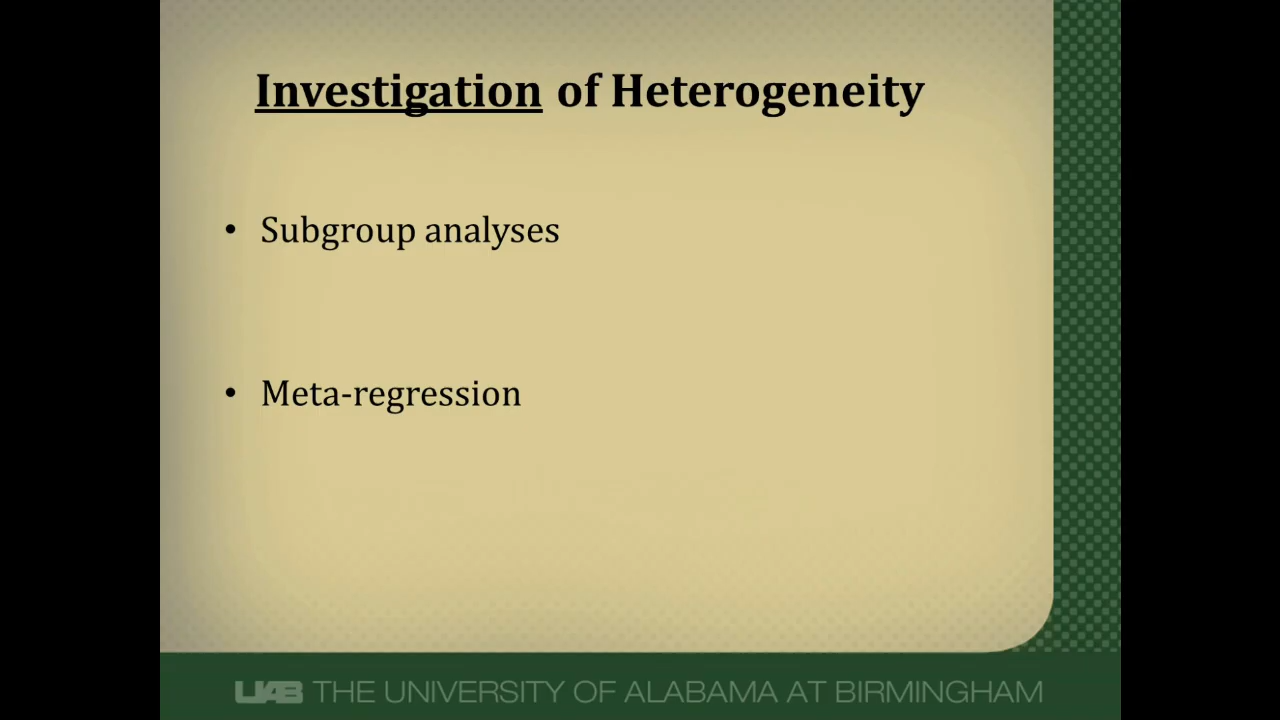 Investigation of Heterogeneity
• Subgroup analyses
• Meta-regression
UAB THE UNIVERSITY OF ALABAMA AT BIRMINGHAM